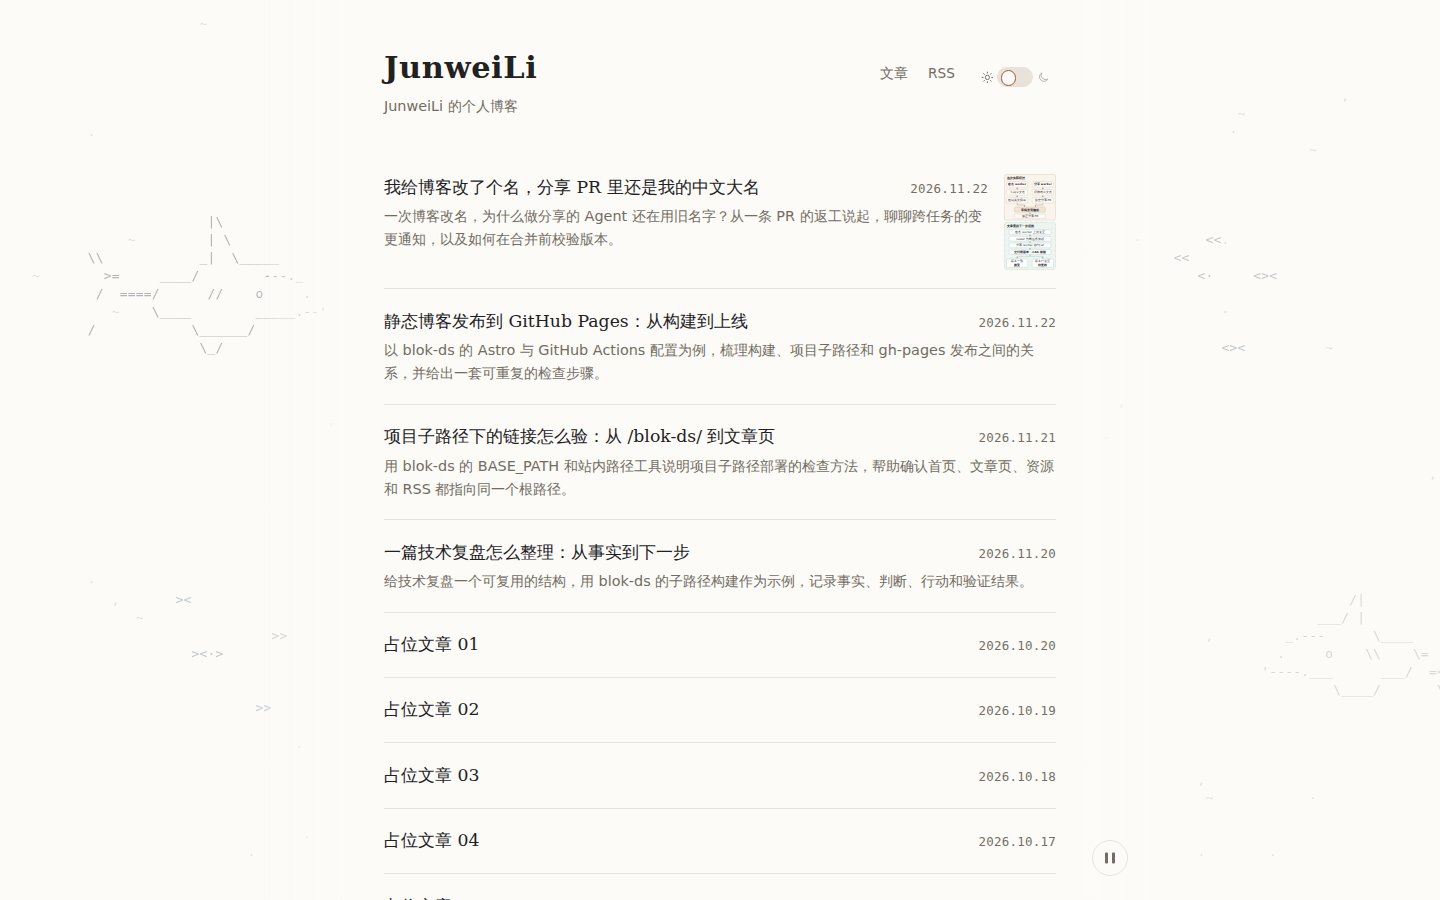 JunweiLi
文章 RSS
JunweiLi 的个人博客
我给博客改了个名，分享 PR 里还是我的中文大名
2026.11.22
一次博客改名，为什么做分享的 Agent 还在用旧名字？从一条 PR 的返工说起，聊聊跨任务的变
更通知，以及如何在合并前校验版本。
静态博客发布到 GitHub Pages：从构建到上线
2026.11.22
以 blok-ds 的 Astro 与 GitHub Actions 配置为例，梳理构建、项目子路径和 gh-pages 发布之间的关
系，并给出一套可重复的检查步骤。
项目子路径下的链接怎么验：从 /blok-ds/ 到文章页
2026.11.21
用 blok-ds 的 BASE_PATH 和站内路径工具说明项目子路径部署的检查方法，帮助确认首页、文章页、资源
和 RSS 都指向同一个根路径。
一篇技术复盘怎么整理：从事实到下一步
2026.11.20
给技术复盘一个可复用的结构，用 blok-ds 的子路径构建作为示例，记录事实、判断、行动和验证结果。
占位文章 01
2026.10.20
占位文章 02
2026.10.19
占位文章 03
2026.10.18
占位文章 04
2026.10.17